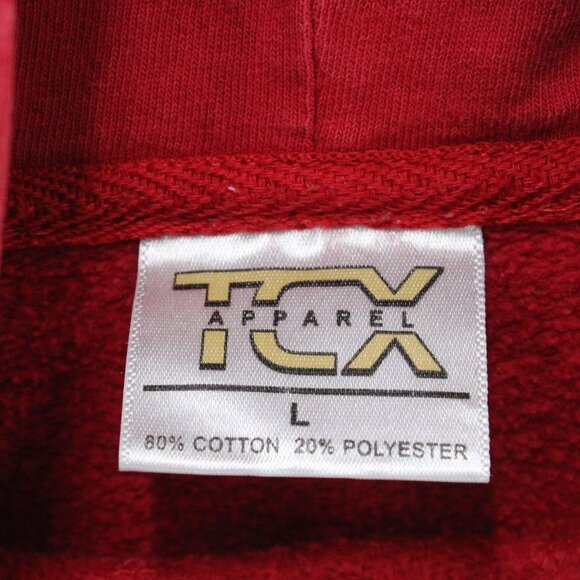 TCX
APPAREL
L
80% COTTON 20% POLYESTER